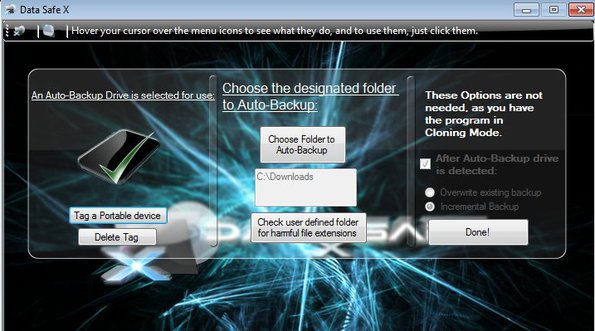 Data Safe X
Hover your cursor over the menu icons to see what they do, and to use them, just click them.
An Auto-Backup Drive is selected for use:
Tag a Portable device
Delete Tag
Choose the designated folder
to Auto-Backup:
Choose Folder to
Auto-Backup
C:\Downloads
Check user defined folder
for harmful file extensions
These Options are not
needed, as you have
the program in
Cloning Mode.
After Auto-Backup drive
is detected:
Overwrite existing backup
Incremental Backup
Done!
DATA SAFE
X